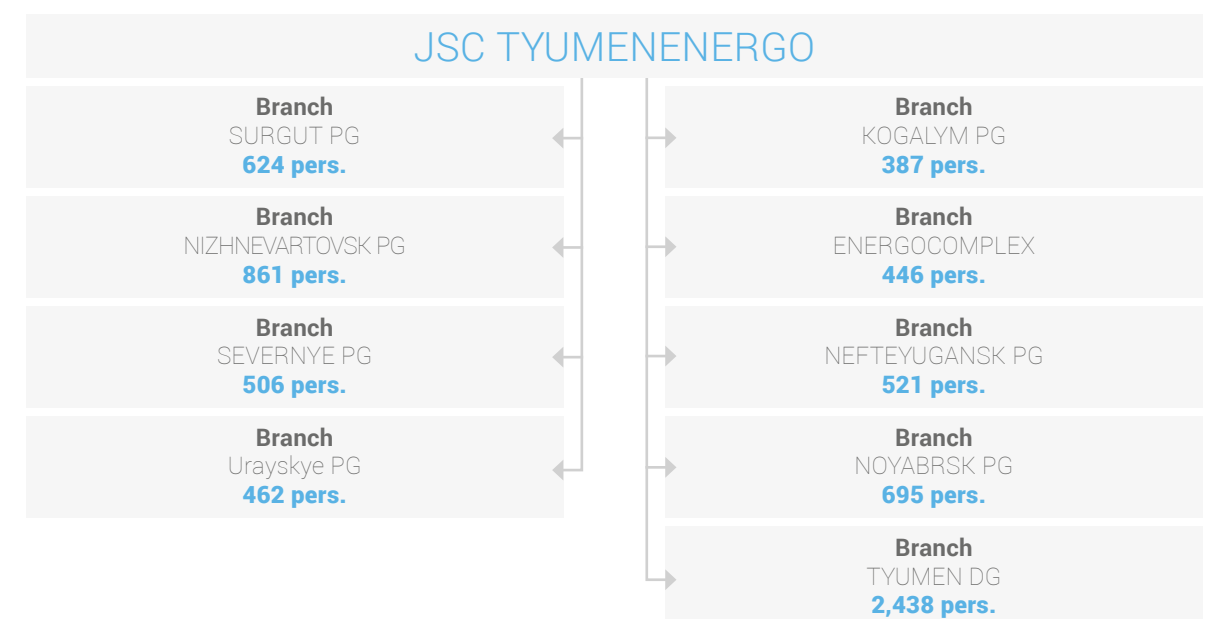 JSC TYUMENENERGO
Branch
SURGUT PG
624 pers.
Branch
NIZHNEVARTOVSK PG
861 pers.
Branch
SEVERNYE PG
506 pers.
Branch
Urayskye PG
462 pers.
Branch
KOGALYM PG
387 pers.
Branch
ENERGOCOMPLEX
446 pers.
Branch
NEFTEYUGANSK PG
521 pers.
Branch
NOYABRSK PG
695 pers.
Branch
TYUMEN DG
2,438 pers.